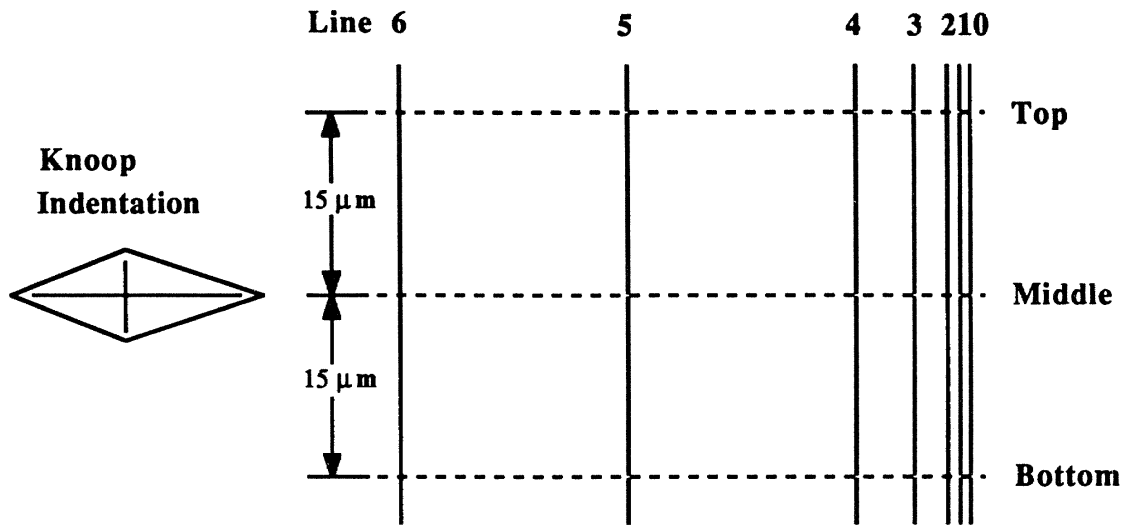 Line 6 5 4 3 210
Top
Knoop
Indentation
15 μm
Middle
15 μm
Bottom